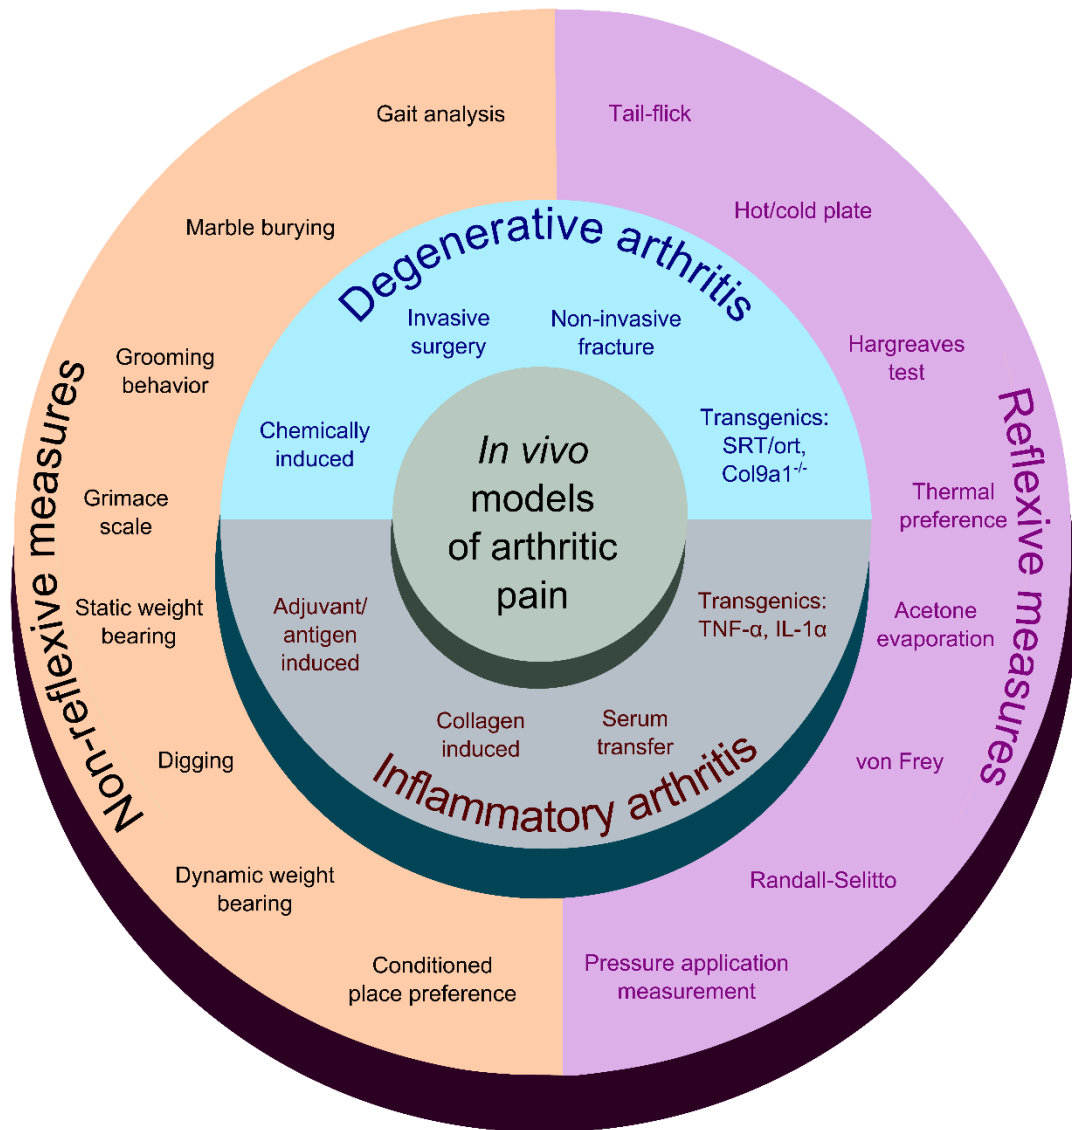 In vivo
models
of arthritic
pain
Degenerative arthritis
Invasive
surgery
Non-invasive
fracture
Chemically
induced
Transgenics:
SRT/ort,
Col9a1-/-
Adjuvant/
antigen
induced
Transgenics:
TNF-α, IL-1α
Collagen
induced
Serum
transfer
Inflammatory arthritis
Non-reflexive measures
Gait analysis
Marble burying
Grooming
behavior
Grimace
scale
Static weight
bearing
Digging
Dynamic weight
bearing
Conditioned
place preference
Reflexive measures
Tail-flick
Hot/cold plate
Hargreaves
test
Thermal
preference
Acetone
evaporation
von Frey
Randall-Selitto
Pressure application
measurement